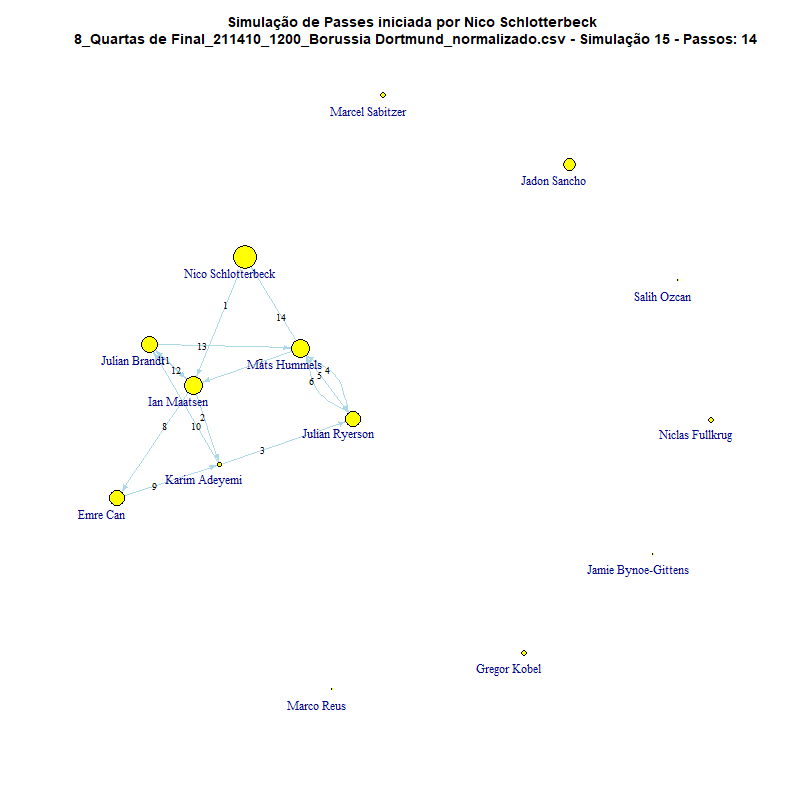 Simulação de Passes iniciada por Nico Schlotterbeck
8_Quartas de Final_211410_1200_Borussia Dortmund_normalizado.csv - Simulação 15 - Passos: 14
Marcel Sabitzer
Jadon Sancho
Nico Schlotterbeck
Salih Ozcan
1
14
13
Julian Brandt
11
7
Mats Hummels
12
5
4
6
Ian Maatsen
2
8
10
Julian Ryerson
Niclas Fullkrug
3
Karim Adeyemi
9
Emre Can
Jamie Bynoe-Gittens
Gregor Kobel
Marco Reus